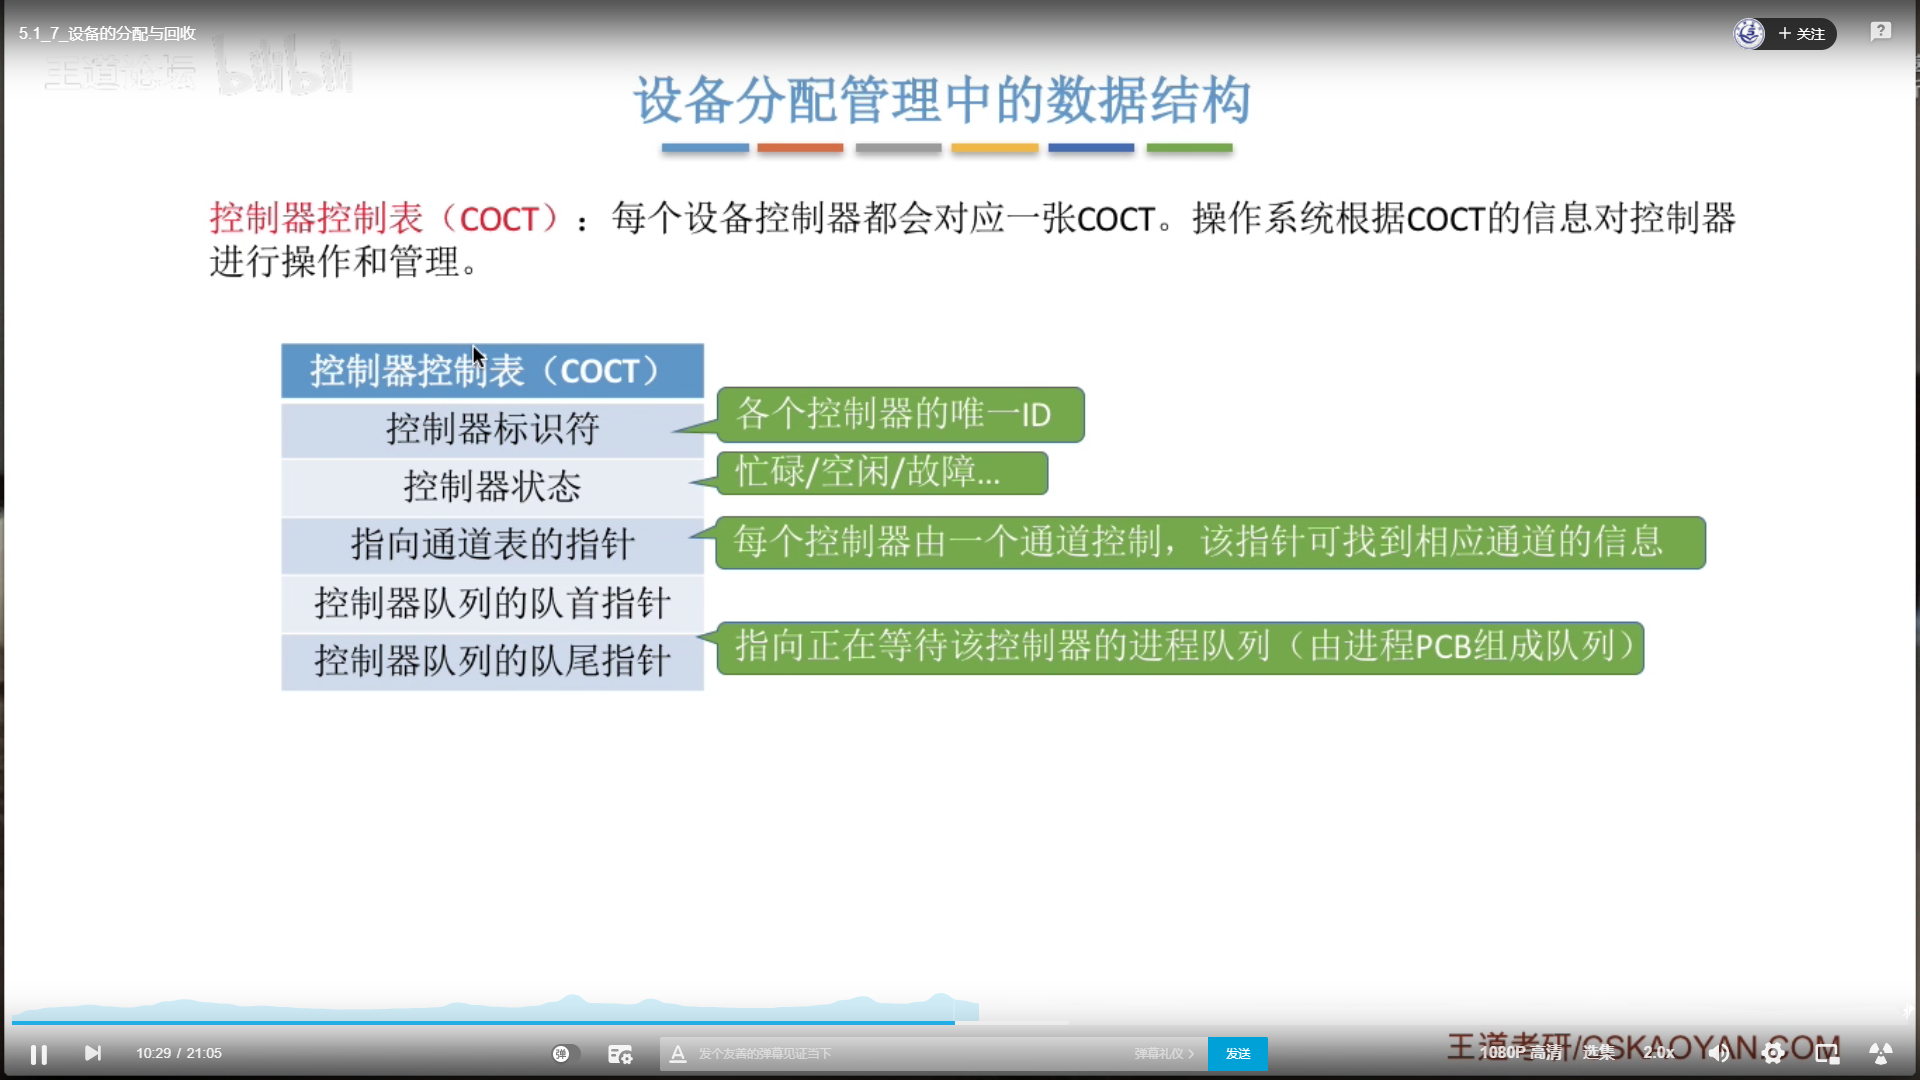 5.1_7_设备的分配与回收
+ 关注
王道论坛 bilibili
设备分配管理中的数据结构
控制器控制表（COCT）：每个设备控制器都会对应一张COCT。操作系统根据COCT的信息对控制器
进行操作和管理。
控制器控制表（COCT）
控制器标识符
各个控制器的唯一ID
控制器状态
忙碌/空闲/故障...
指向通道表的指针
每个控制器由一个通道控制，该指针可找到相应通道的信息
控制器队列的队首指针
控制器队列的队尾指针
指向正在等待该控制器的进程队列（由进程PCB组成队列）
10:29 / 21:05
弹
发个友善的弹幕见证当下
弹幕礼仪 >
发送
王道考研/CSKAOYAN.COM
1080P 高清
选集
2.0x